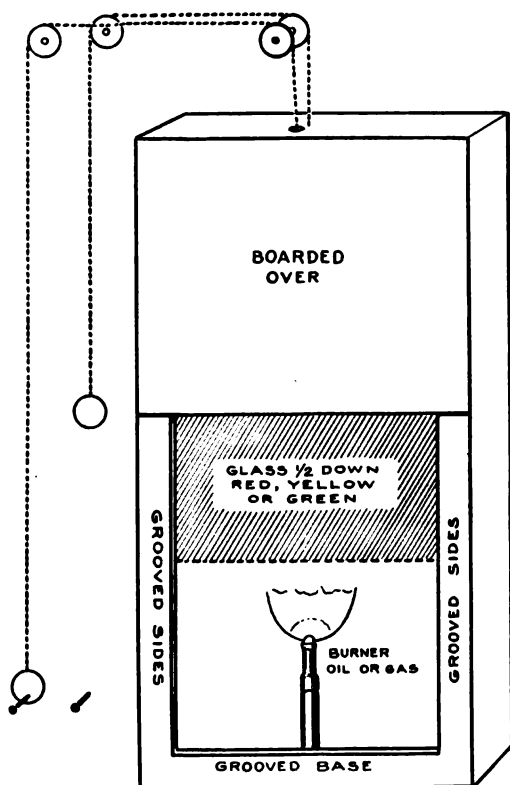 BOARDED
OVER
GLASS 1/2 DOWN
RED, YELLOW
OR GREEN
GROOVED SIDES
GROOVED SIDES
BURNER
OIL OR GAS
GROOVED BASE